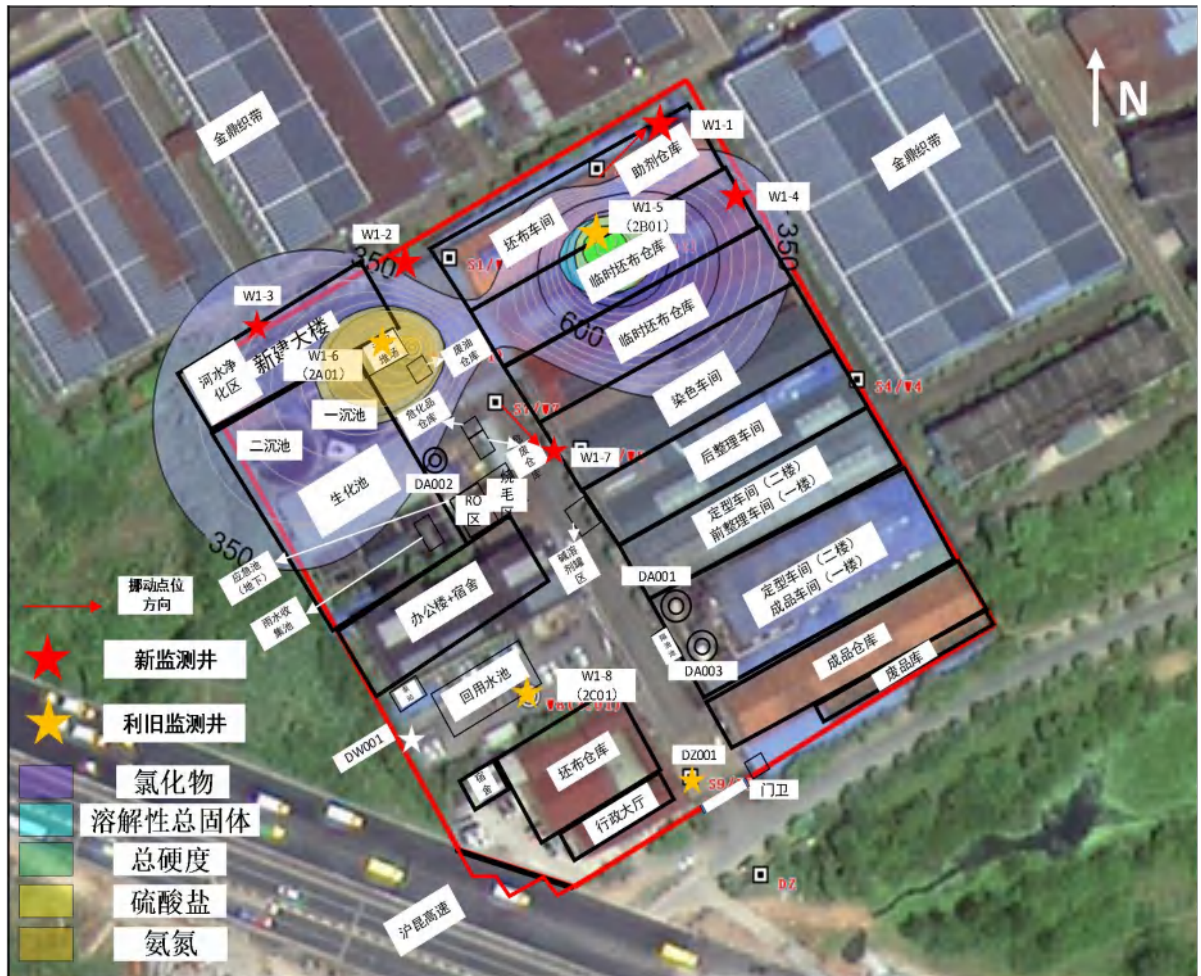 N
金鼎织带
金鼎织带
W1-1
助剂仓库
W1-4
W1-5
(2B01)
坯布车间
W1-2
350
350
S1/W
临时坯布仓库
W1-3
600
临时坯布仓库
新建大楼
河水净
化区
W1-6
(2A01)
废油
仓库
染色车间
S4/W4
一沉池
危化品
仓库
二沉池
后整理车间
W1-7
DA002
生化池
RO
区
烧毛区
定型车间（二楼）
前整理车间（一楼）
350
应急池
(地下)
碱溶
剂罐
区
DA001
定型车间（二楼）
成品车间（一楼）
挪动点位
方向
雨水收
集池
办公楼+宿舍
新监测井
DA003
成品仓库
废品库
回用水池
W1-8
(2C01)
利旧监测井
DW001
坯布仓库
DZ001
S9/
门卫
宿舍
行政大厅
氯化物
溶解性总固体
总硬度
硫酸盐
氨氮
DZ
沪昆高速